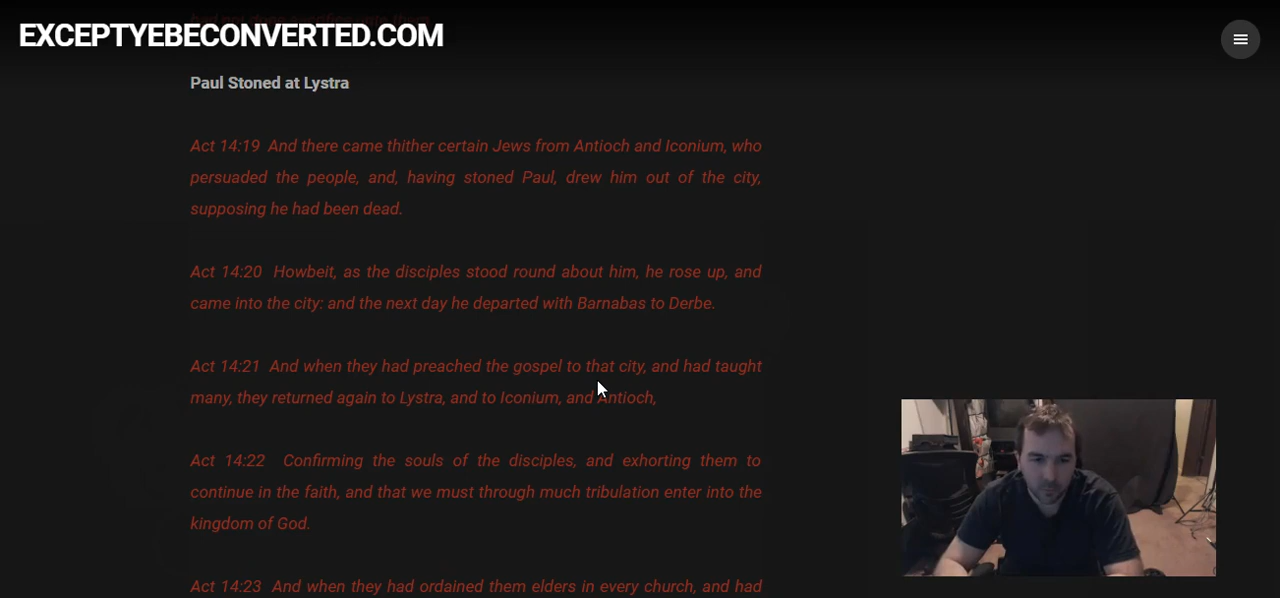 EXCEPTYEBECONVERTED.COM
Paul Stoned at Lystra
Act 14:19 And there came thither certain Jews from Antioch and Iconium, who
persuaded the people, and, having stoned Paul, drew him out of the city,
supposing he had been dead.
Act 14:20 Howbeit, as the disciples stood round about him, he rose up, and
came into the city: and the next day he departed with Barnabas to Derbe.
Act 14:21 And when they had preached the gospel to that city, and had taught
many, they returned again to Lystra, and to Iconium, and Antioch,
Act 14:22 Confirming the souls of the disciples, and exhorting them to
continue in the faith, and that we must through much tribulation enter into the
kingdom of God.
Act 14:23 And when they had ordained them elders in every church, and had